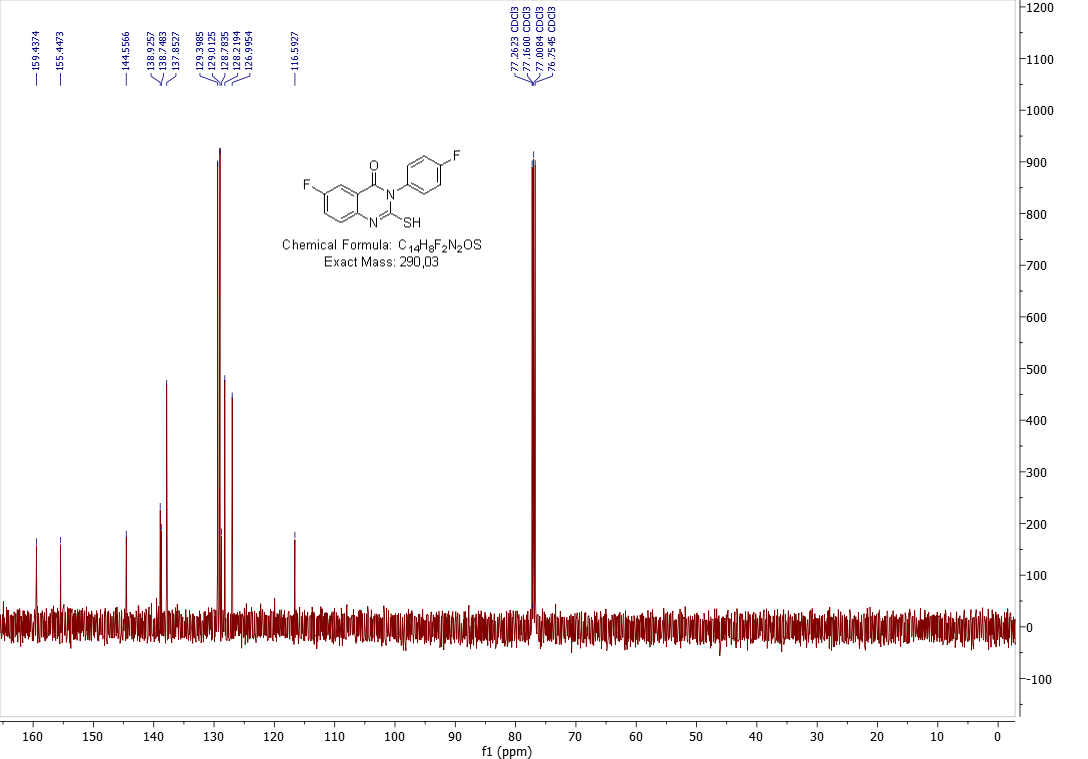 159.4374
155.4473
144.5566
138.9257
138.7483
137.8527
129.3985
129.0125
128.7835
128.2194
126.9954
116.5927
77.2623 CDCl3
77.1600 CDCl3
77.0084 CDCl3
76.7545 CDCl3
O
F
F
N
N
SH
Chemical Formula: C₁₄H₈F₂N₂OS
Exact Mass: 290,03
1200
1100
1000
900
800
700
600
500
400
300
200
100
0
-100
160 150 140 130 120 110 100 90 80 70 60 50 40 30 20 10 0
f1 (ppm)